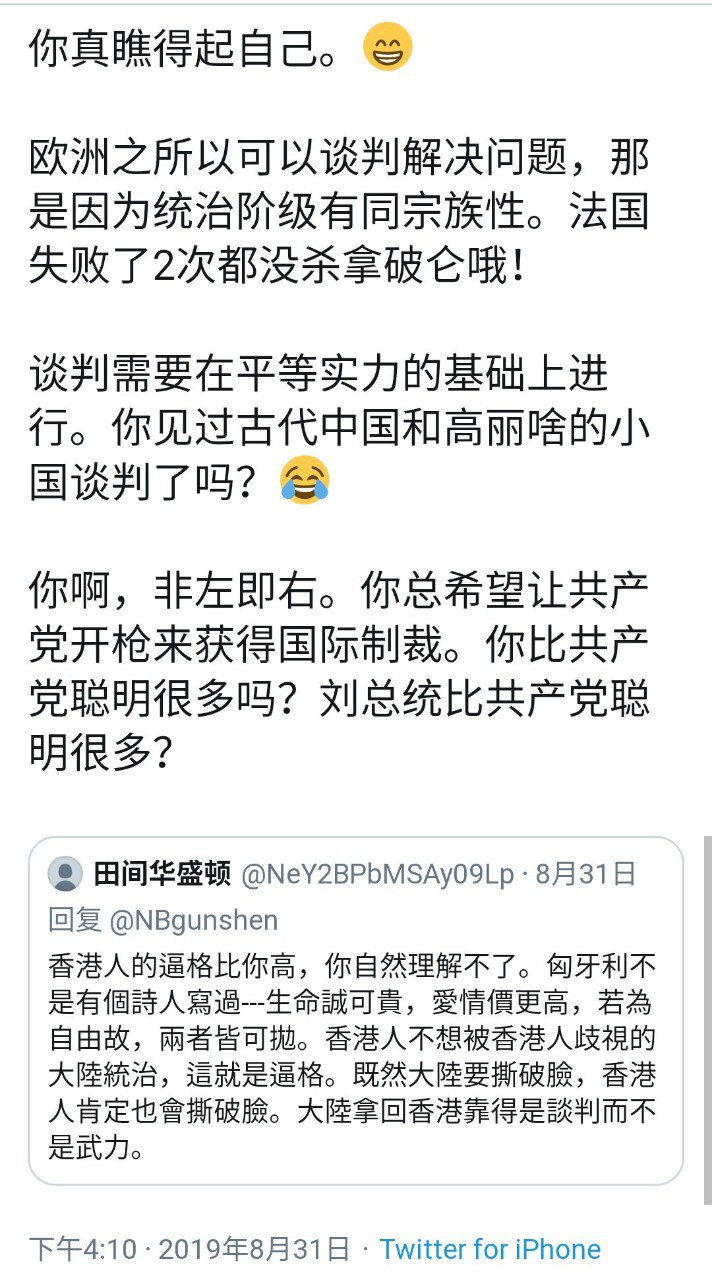 你真瞧得起自己。😁
欧洲之所以可以谈判解决问题，那
是因为统治阶级有同宗族性。法国
失败了2次都没杀拿破仑哦！
谈判需要在平等实力的基础上进
行。你见过古代中国和高丽啥的小
国谈判了吗？😂
你啊，非左即右。你总希望让共产
党开枪来获得国际制裁。你比共产
党聪明很多吗？刘总统比共产党聪
明很多？
田间华盛顿 @NeY2BPbMSAy09Lp · 8月31日
回复 @NBgunshen
香港人的逼格比你高，你自然理解不了。匈牙利不
是有個詩人寫過---生命誠可貴，愛情價更高，若為
自由故，兩者皆可拋。香港人不想被香港人歧視的
大陸統治，這就是逼格。既然大陸要撕破臉，香港
人肯定也會撕破臉。大陸拿回香港靠得是談判而不
是武力。
下午4:10 · 2019年8月31日 · Twitter for iPhone